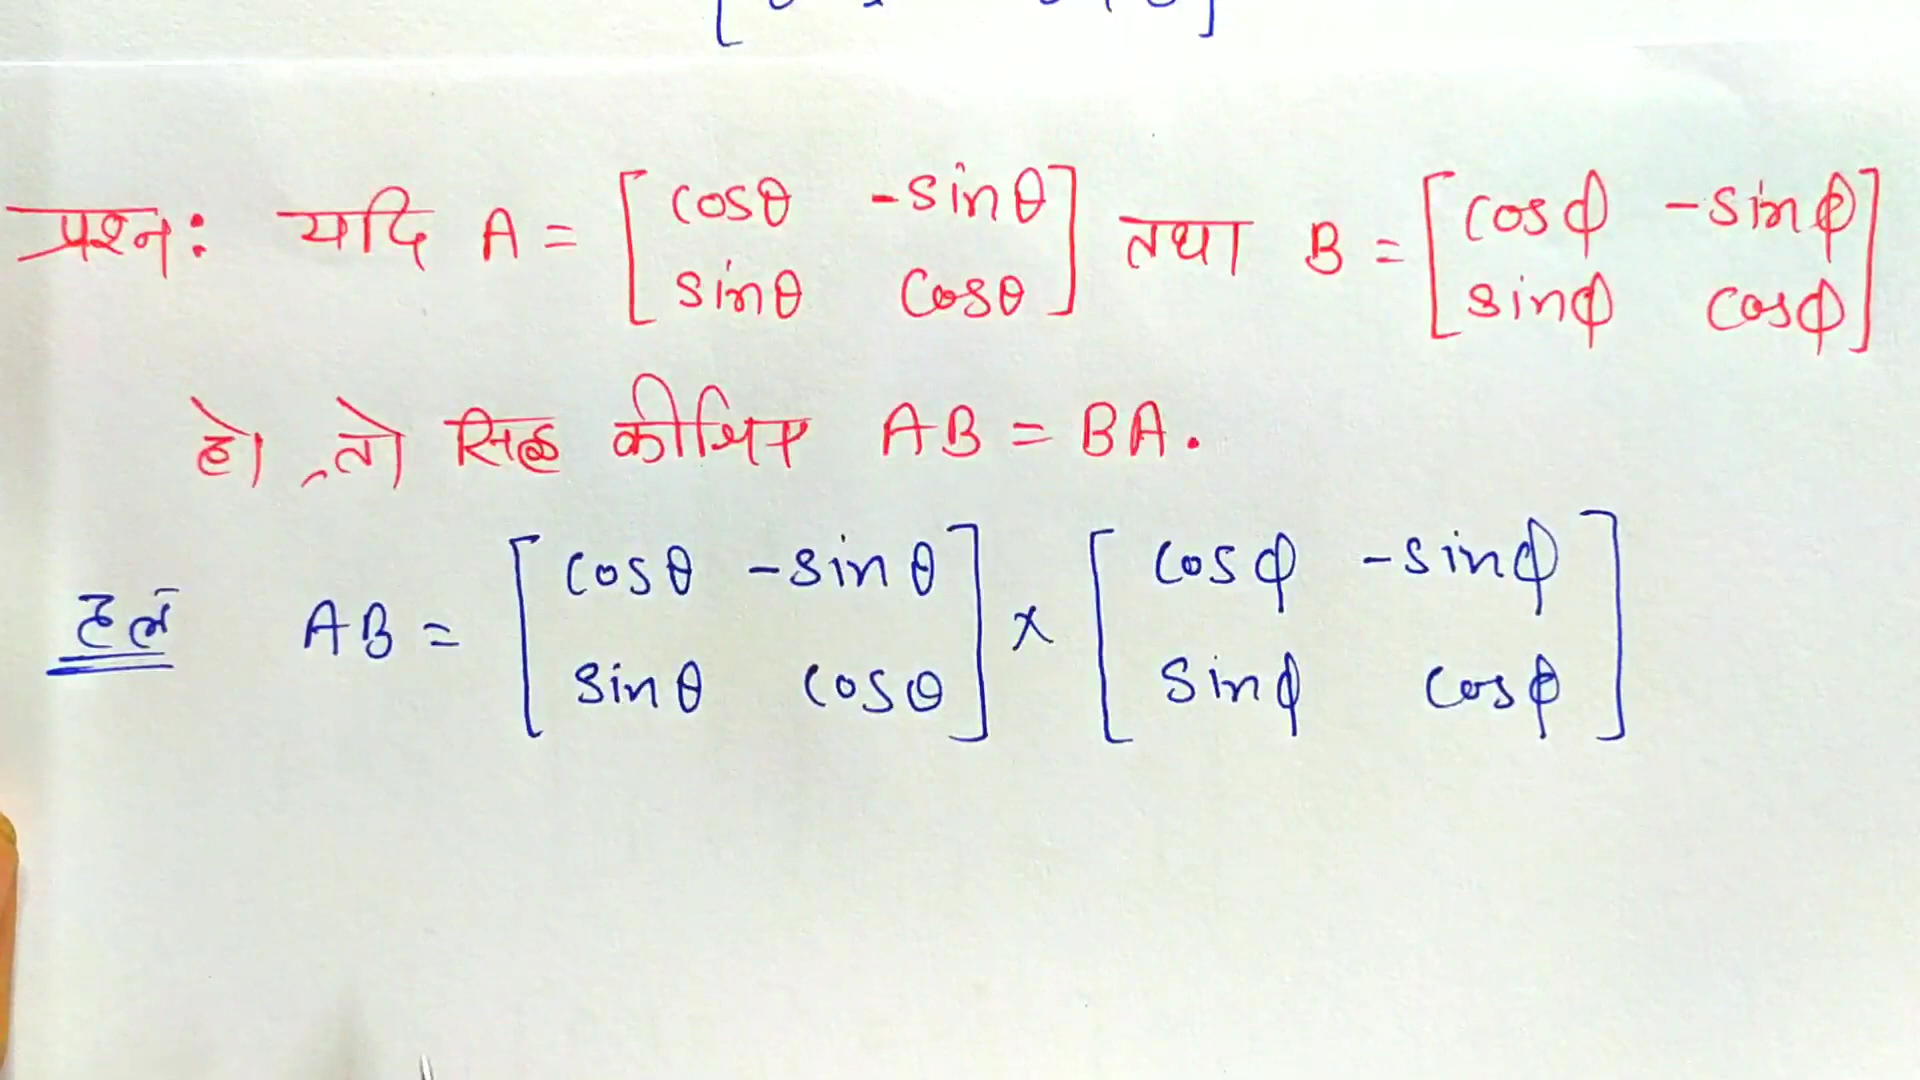 प्रश्न: यदि A = [cosθ -sinθ sinθ cosθ] तथा B = [cosϕ -sinϕ sinϕ cosϕ]
हो, तो सिद्ध कीजिए AB = BA.
हल AB = [cosθ -sinθ sinθ cosθ] × [cosϕ -sinϕ sinϕ cosϕ]